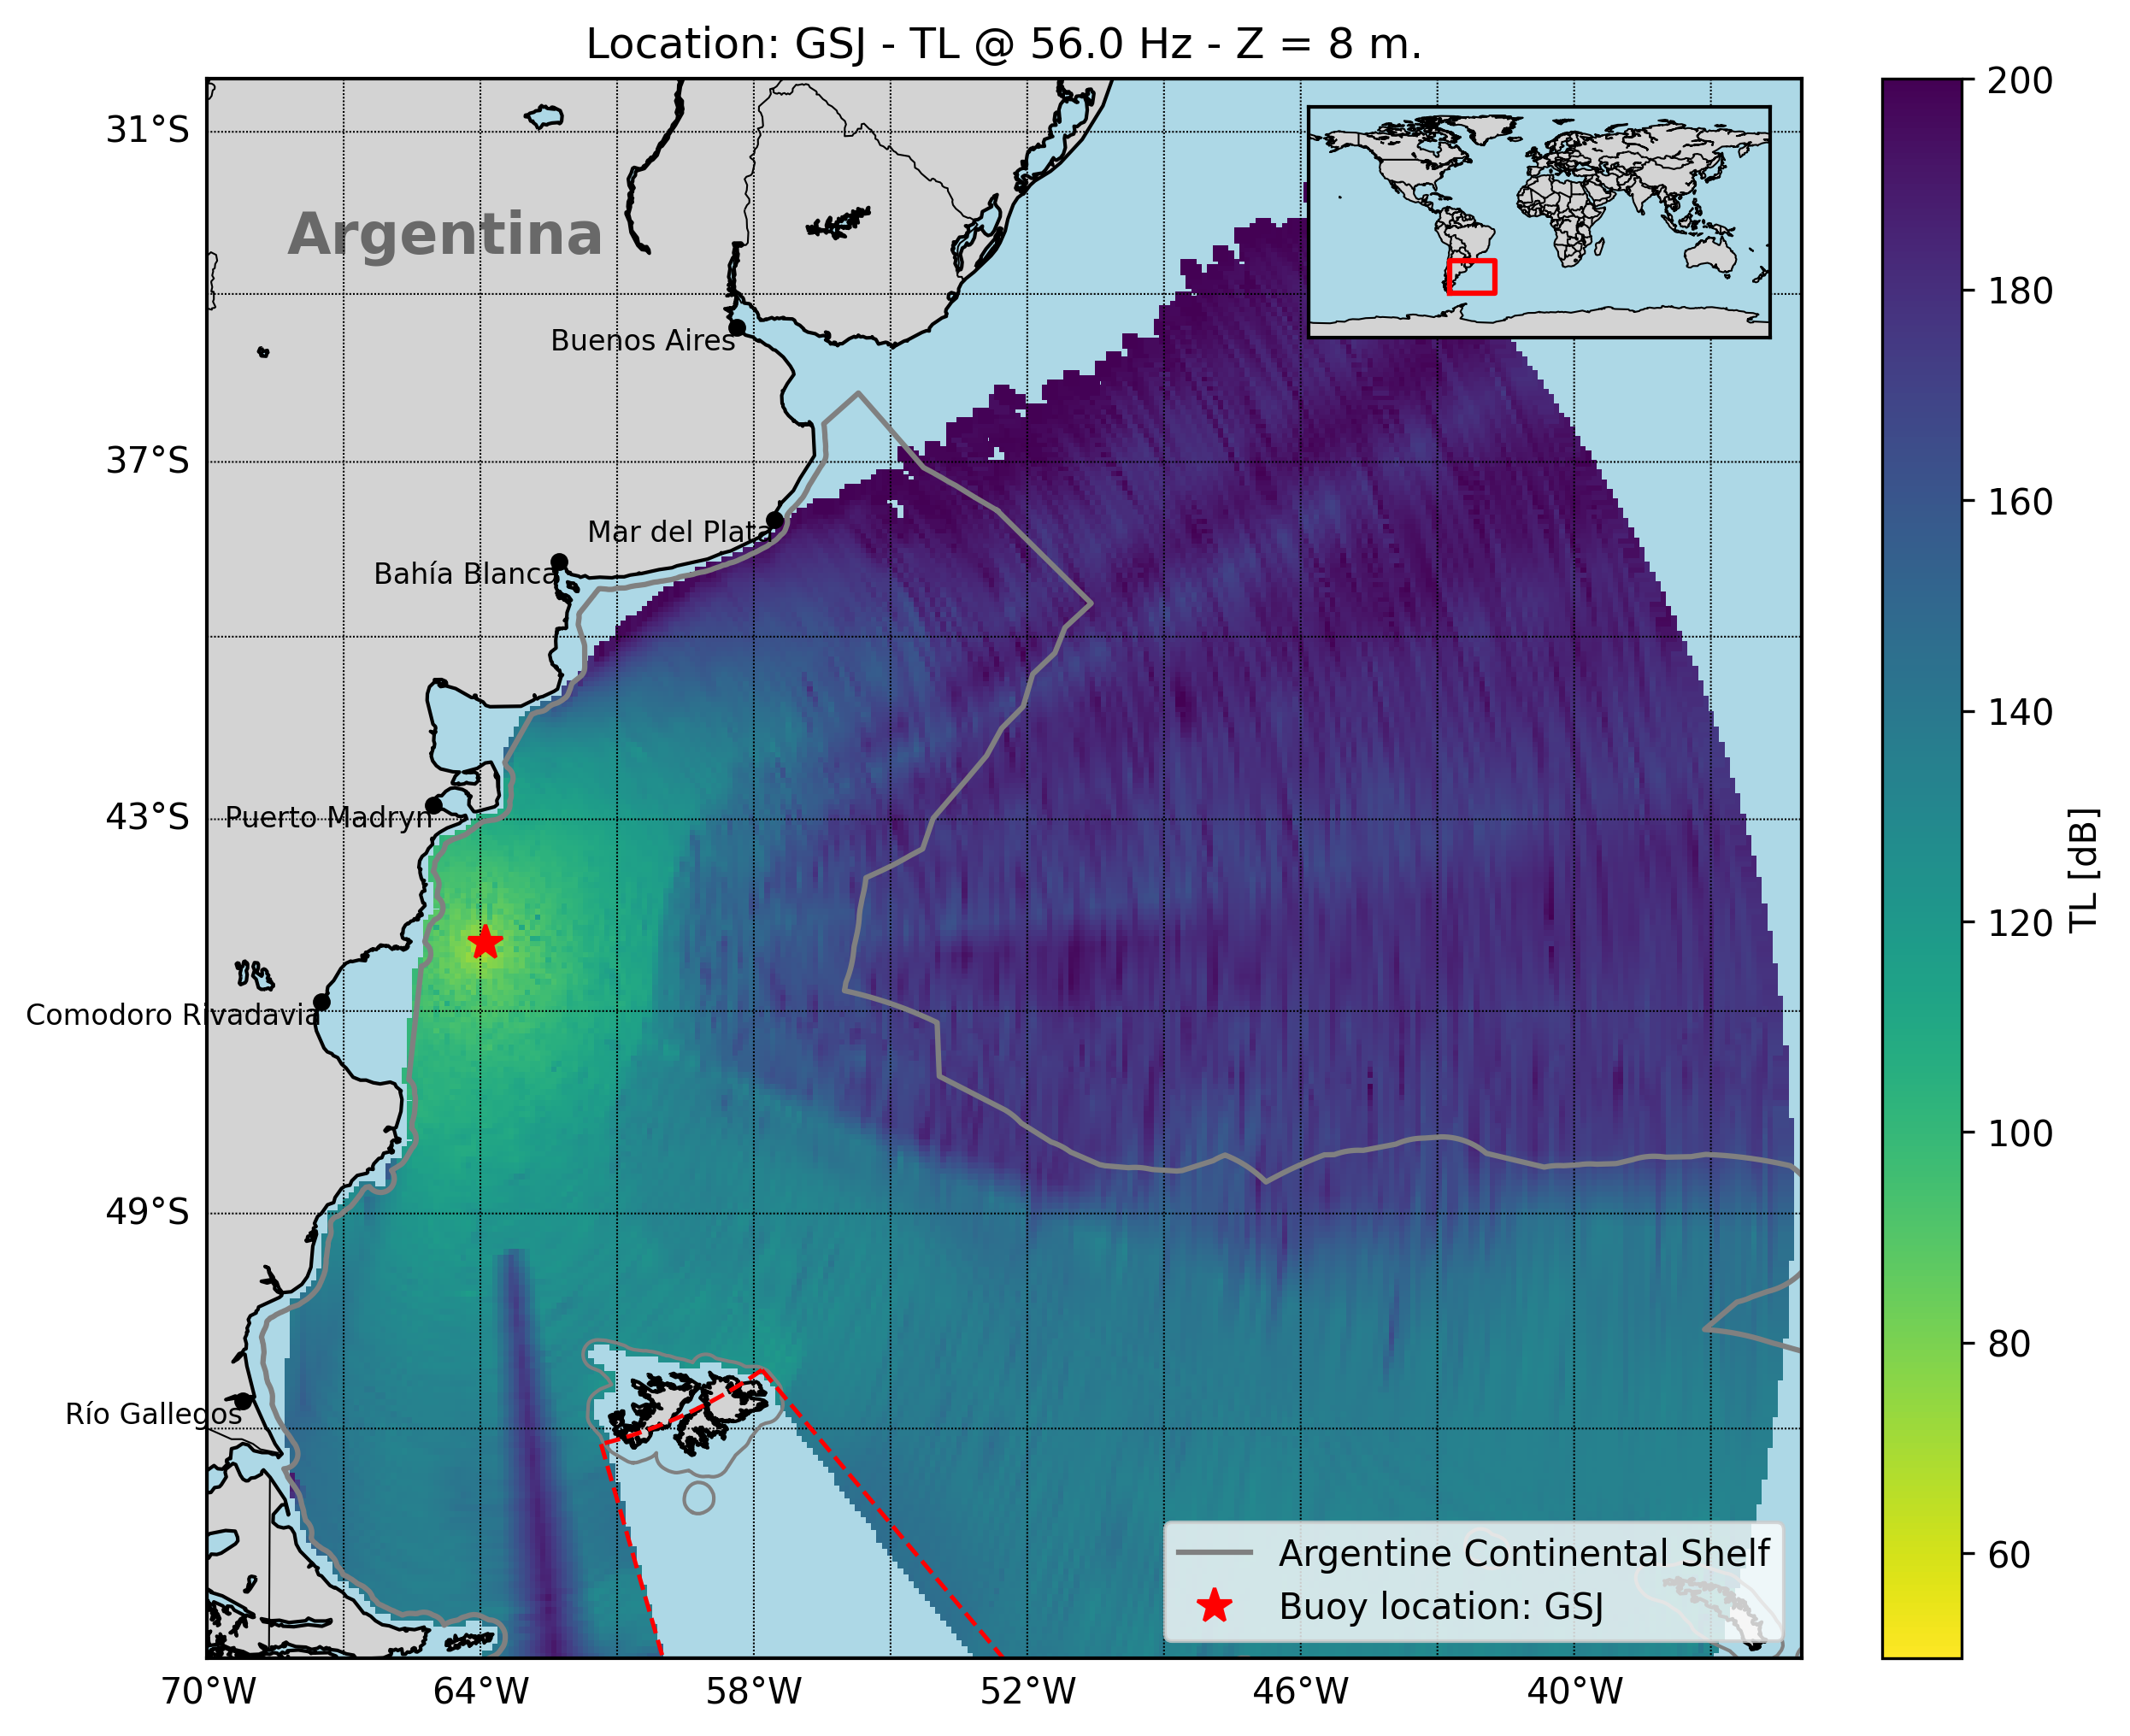 Location: GSJ - TL @ 56.0 Hz - Z = 8 m.
31°S
37°S
43°S
49°S
Argentina
Buenos Aires
Mar del Plata
Bahía Blanca
Puerto Madryn
Comodoro Rivadavia
Río Gallegos
Argentine Continental Shelf
Buoy location: GSJ
70°W
64°W
58°W
52°W
46°W
40°W
200
180
160
140
120
100
80
60
TL [dB]